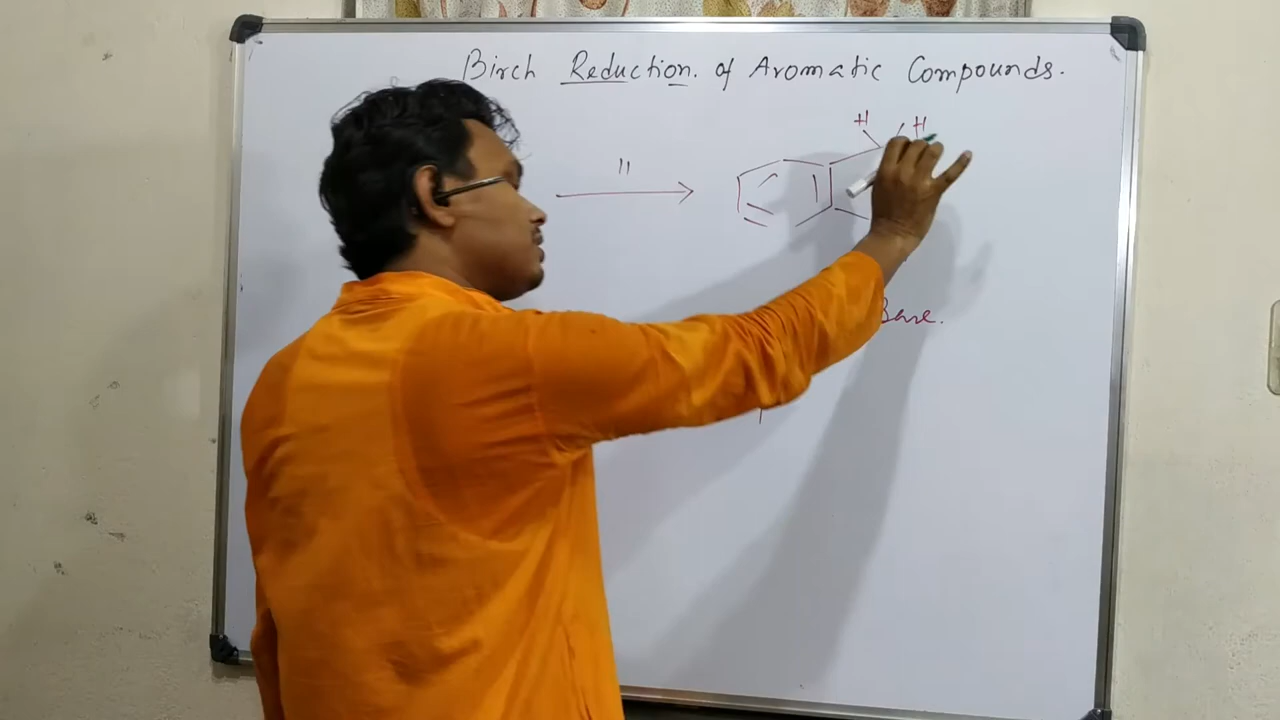 Birch Reduction. of Aromatic Compounds.
H H
Base.